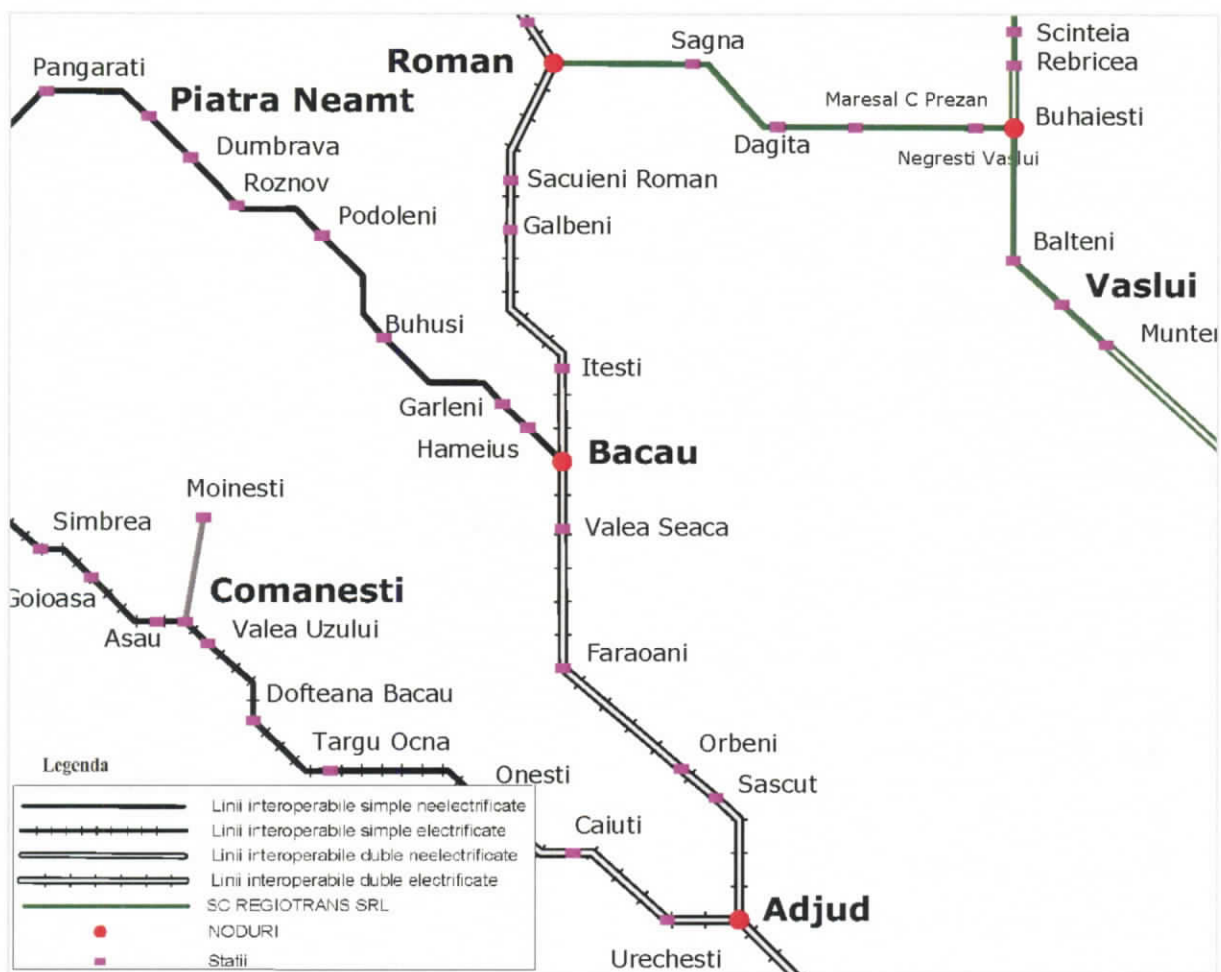 Roman
Sagna
Scinteia
Rebricea
Pangarati
Piatra Neamt
Maresal C Prezan
Buhaiesti
Dumbrava
Dagita
Negresti Vaslui
Roznov
Sacuieni Roman
Podoleni
Galbeni
Balteni
Vaslui
Buhusi
Munter
Itesti
Garleni
Hameius
Bacau
Moinesti
Simbrea
Valea Seaca
Goioasa
Comanesti
Asau
Valea Uzului
Faraoani
Dofteana Bacau
Targu Ocna
Orbeni
Onesti
Sascut
Caiuti
Adjud
Urechesti
Legenda
Linii interoperabile simple neelectrificate
Linii interoperabile simple electrificate
Linii interoperabile duble neelectrificate
Linii interoperabile duble electrificate
SC REGIOTRANS SRL
NODURI
Statii